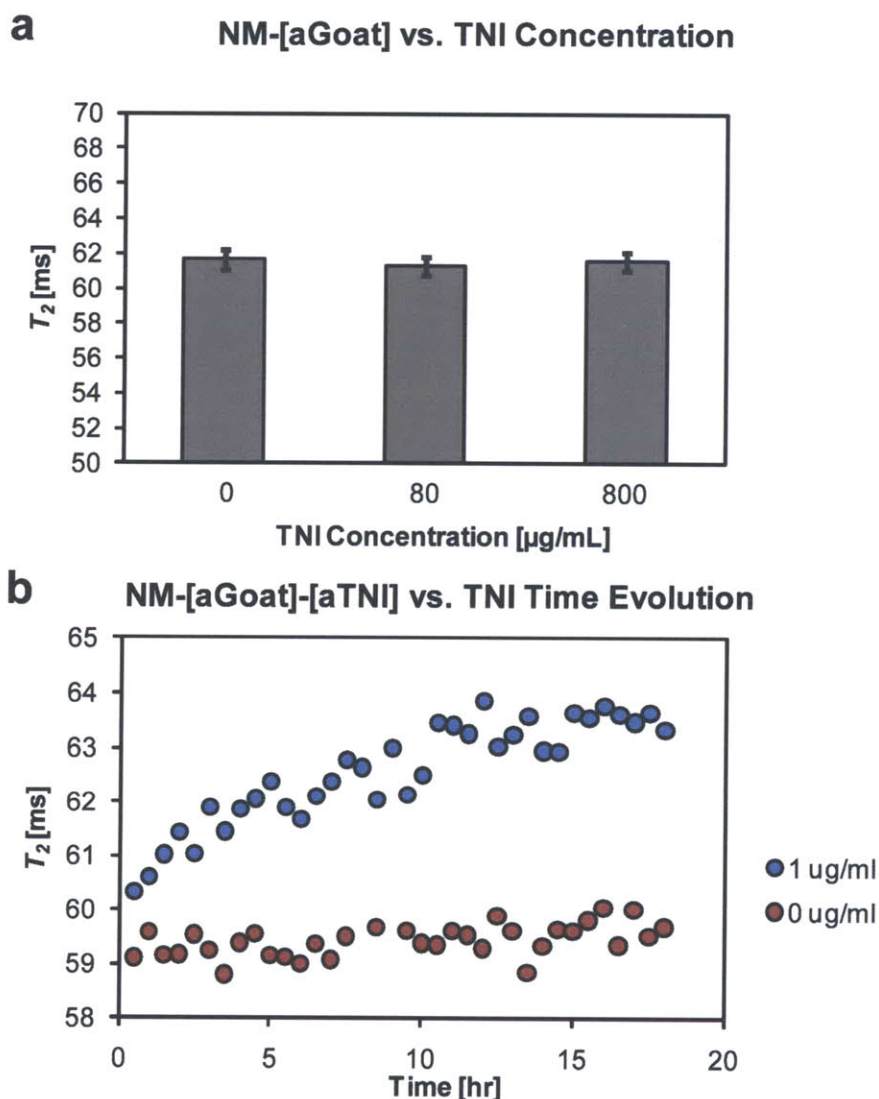 a
NM-[aGoat] vs. TNI Concentration
70
68
66
64
62
60
58
56
54
52
50
T2 [ms]
0 80 800
TNI Concentration [µg/mL]
b
NM-[aGoat]-[aTNI] vs. TNI Time Evolution
65
64
63
62
61
60
59
58
T2 [ms]
0 5 10 15 20
Time [hr]
1 ug/ml
0 ug/ml